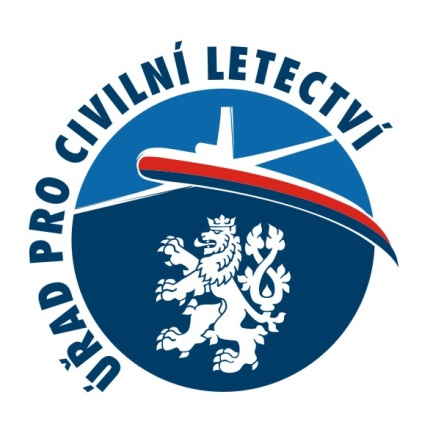 ÚŘAD PRO CIVILNÍ LETECTVÍ